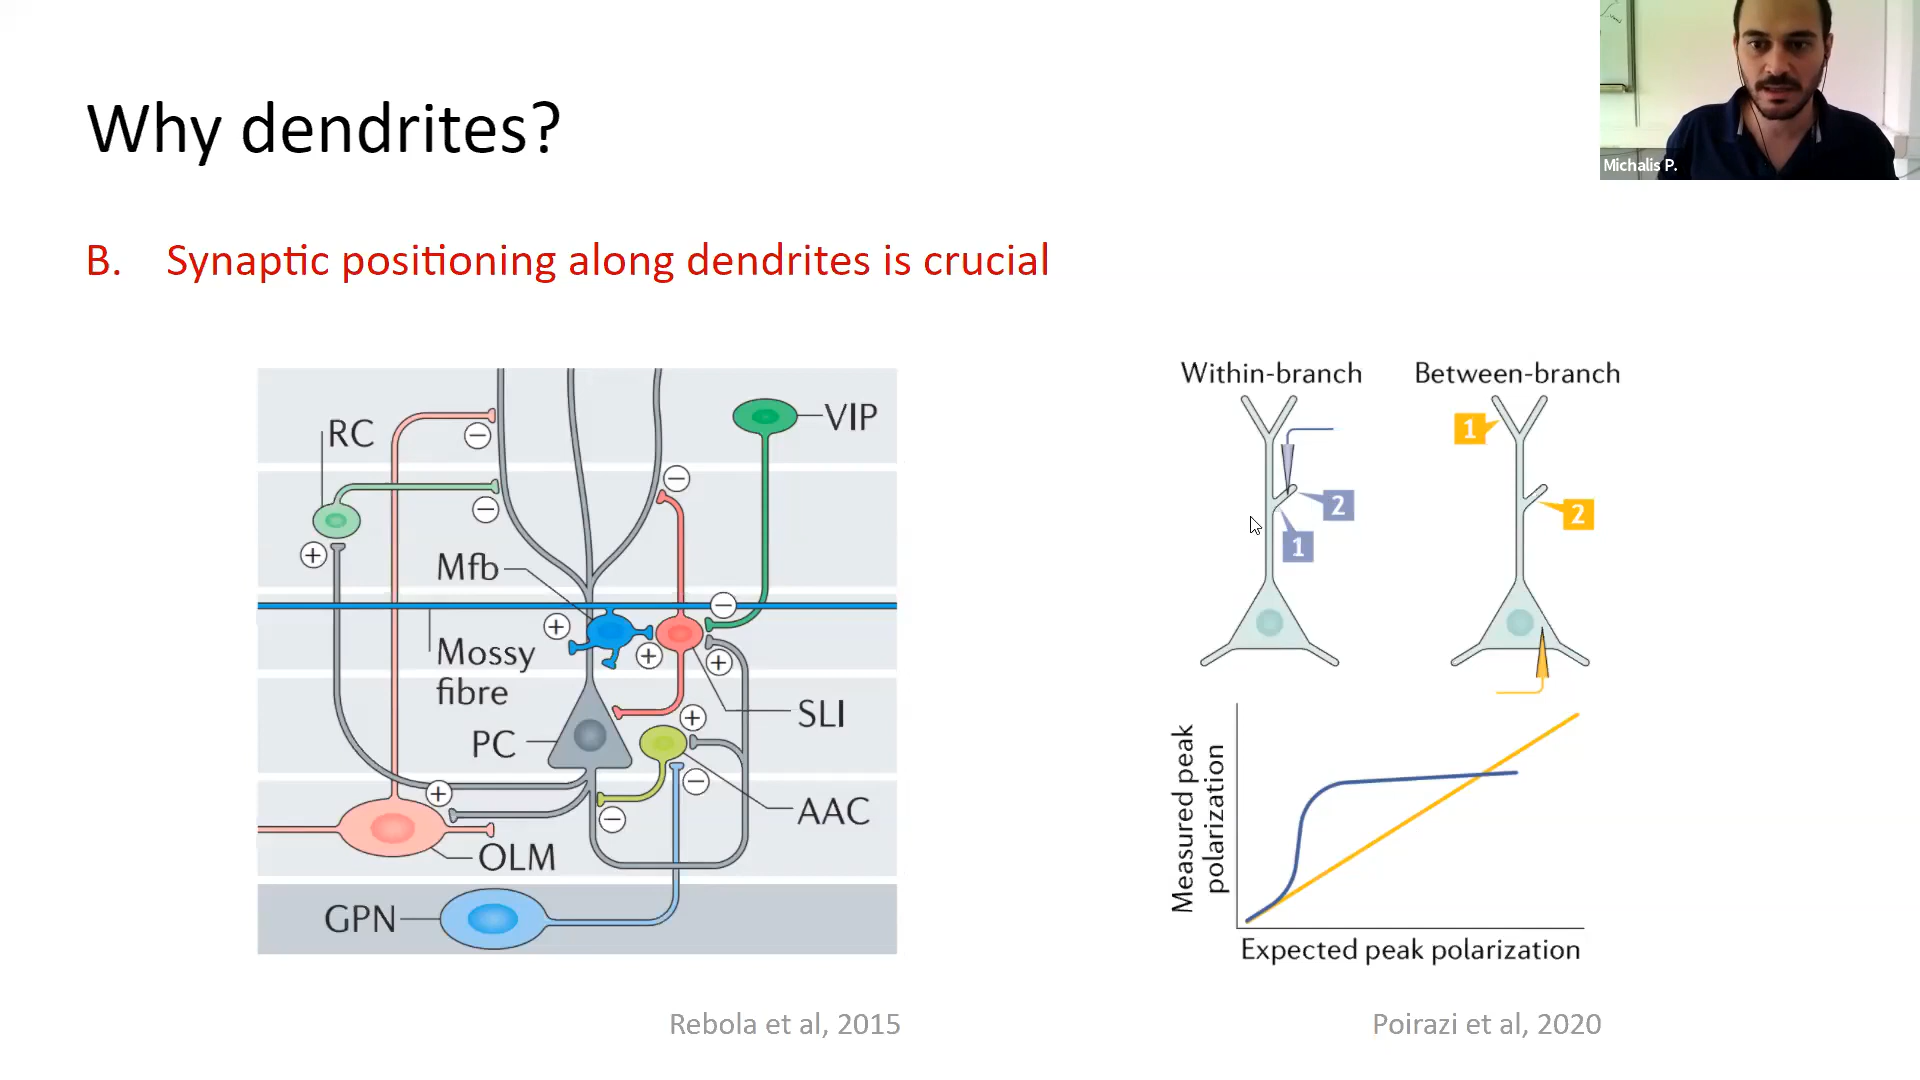 Why dendrites?
Michalis P.
B. Synaptic positioning along dendrites is crucial
RC
VIP
Mfb
Mossy
fibre
PC
SLI
AAC
OLM
GPN
−
−
−
+
−
+
+
+
+
−
+
−
Rebola et al, 2015
Within-branch
Between-branch
1
2
2
1
Measured peak
polarization
Expected peak polarization
Poirazi et al, 2020